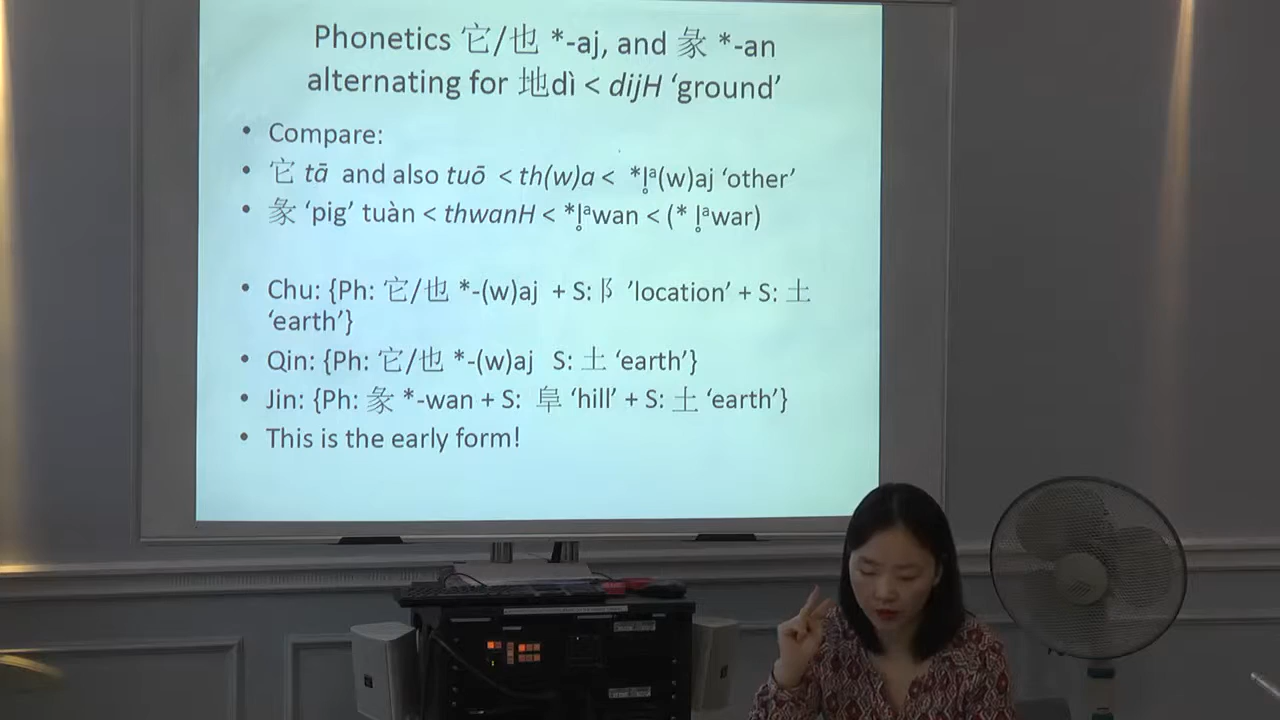 Phonetics 它/也 *-aj, and 彖 *-an
alternating for 地dì < dijH ‘ground’
• Compare:
• 它 tā and also tuō < th(w)a < *l̥ᵃ(w)aj ‘other’
• 彖 ‘pig’ tuàn < thwanH < *l̥ᵃwan < (* l̥ᵃwar)
• Chu: {Ph: 它/也 *-(w)aj + S: 阝 ’location’ + S: 土
‘earth’}
• Qin: {Ph: 它/也 *-(w)aj S: 土 ‘earth’}
• Jin: {Ph: 彖 *-wan + S: 阜 ‘hill’ + S: 土 ‘earth’}
• This is the early form!